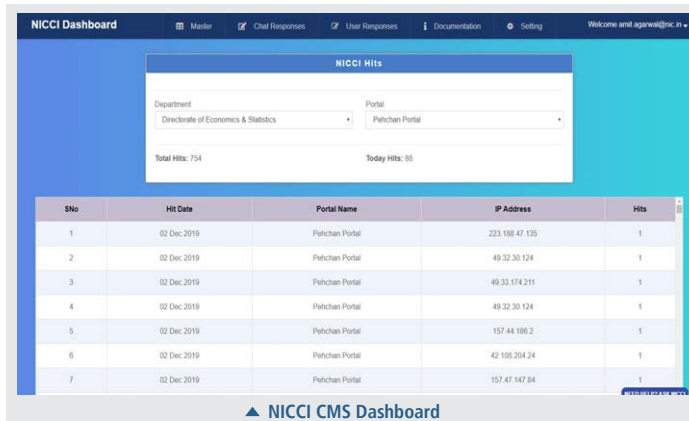 NICCI Dashboard Master Chat Responses User Responses Documentation Setting Welcome amit.agarwal@nic.in
NICCI Hits
Department Portal
Directorate of Economics & Statistics Pehchan Portal
Total Hits: 754 Today Hits: 88
SNo Hit Date Portal Name IP Address Hits
1 02 Dec 2019 Pehchan Portal 223.188.47.135 1
2 02 Dec 2019 Pehchan Portal 49.32.30.124 1
3 02 Dec 2019 Pehchan Portal 49.33.174.211 1
4 02 Dec 2019 Pehchan Portal 49.32.30.124 1
5 02 Dec 2019 Pehchan Portal 157.44.186.2 1
6 02 Dec 2019 Pehchan Portal 42.108.204.24 1
7 02 Dec 2019 Pehchan Portal 157.47.147.84 1
NEED HELP? ASK NICCI
NICCI CMS Dashboard